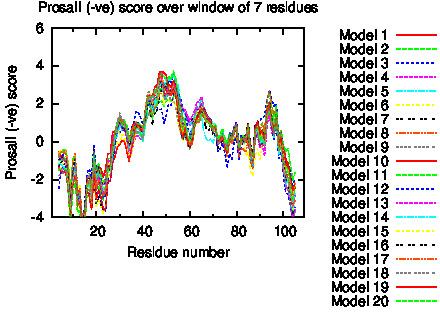 ProsaII (-ve) score over window of 7 residues
ProsaII (-ve) score
6
4
2
0
-2
-4
20
40
60
80
100
Residue number
Model 1
Model 2
Model 3
Model 4
Model 5
Model 6
Model 7
Model 8
Model 9
Model 10
Model 11
Model 12
Model 13
Model 14
Model 15
Model 16
Model 17
Model 18
Model 19
Model 20